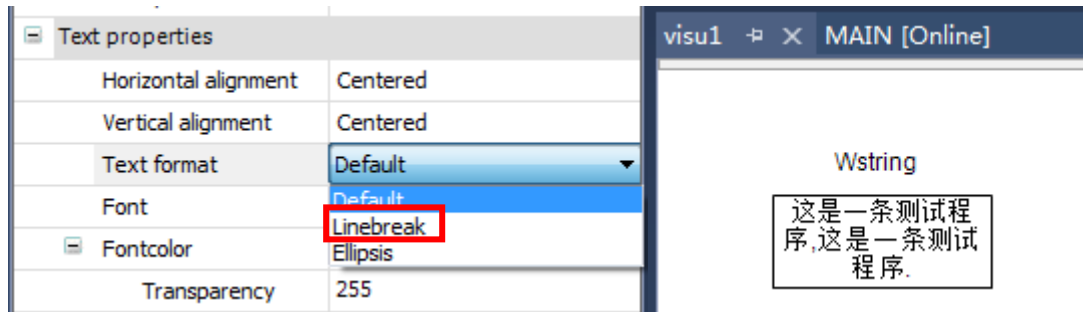 Text properties
Horizontal alignment Centered
Vertical alignment Centered
Text format Default
Font Default
Linebreak
Fontcolor Ellipsis
Transparency 255
visu1 MAIN [Online]
Wstring
这是一条测试程
序,这是一条测试
程序.